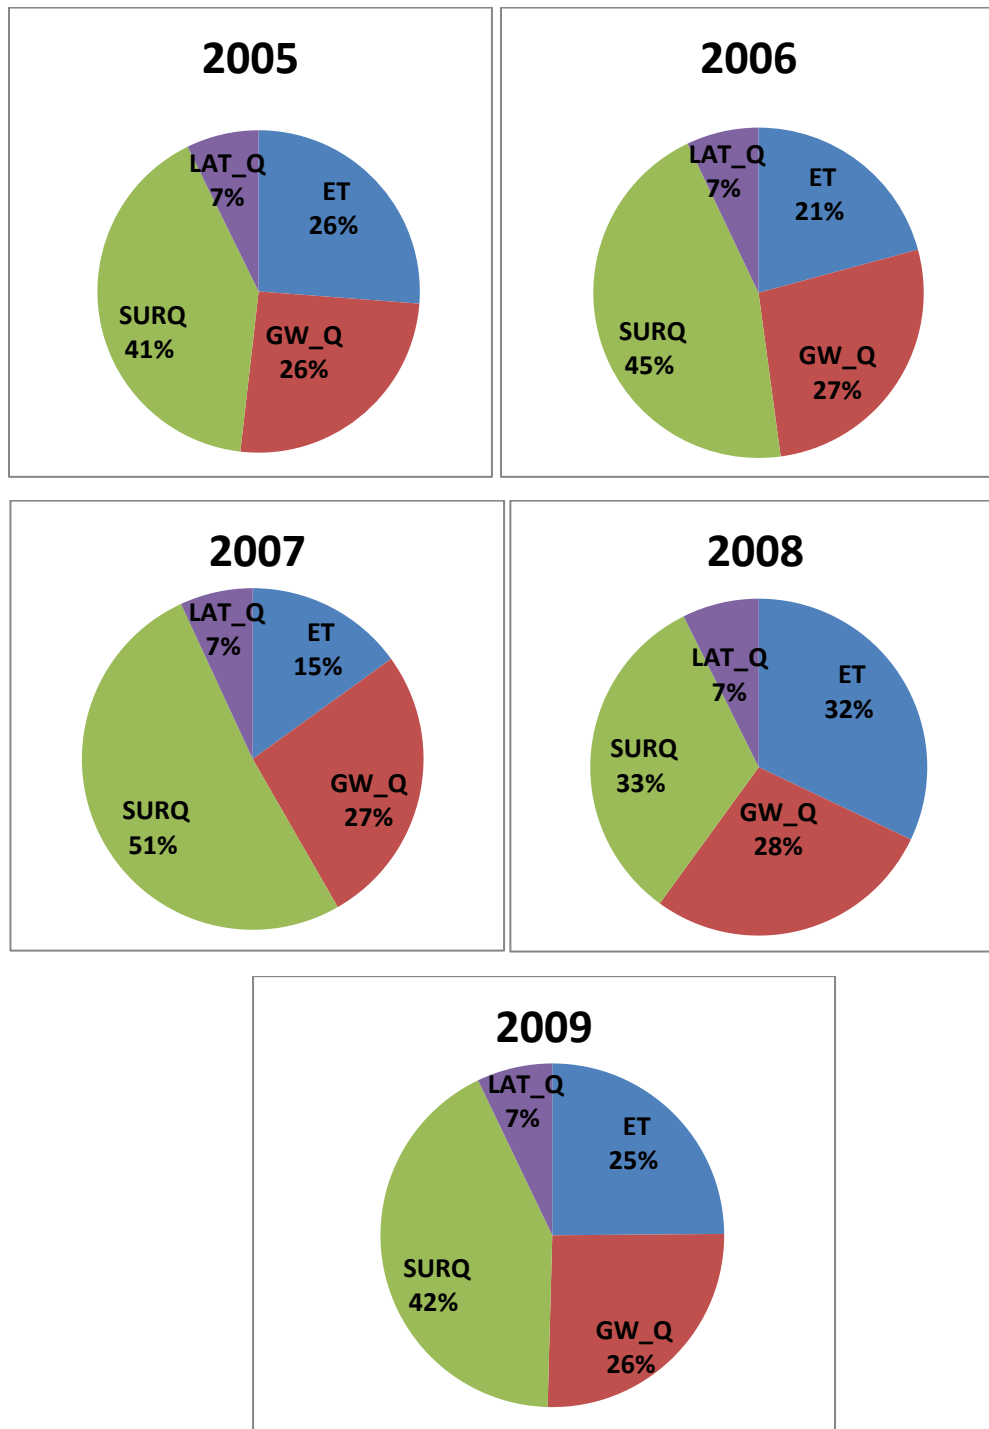 2005
LAT_Q
7%
ET
26%
SURQ
41%
GW_Q
26%
2006
LAT_Q
7%
ET
21%
SURQ
45%
GW_Q
27%
2007
LAT_Q
7%
ET
15%
SURQ
51%
GW_Q
27%
2008
LAT_Q
7%
ET
32%
SURQ
33%
GW_Q
28%
2009
LAT_Q
7%
ET
25%
SURQ
42%
GW_Q
26%